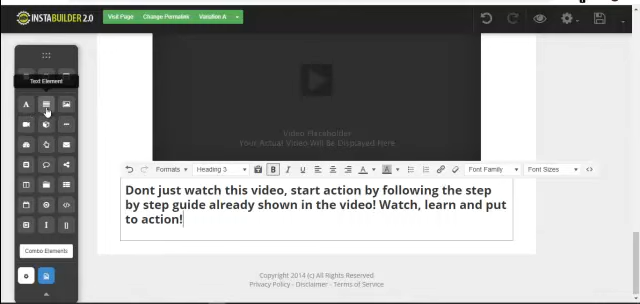 INSTABUILDER 2.0
Visit Page
Change Permalink
Variation A
Text Element
Video Placeholder
Your Actual Video Will Be Displayed Here
Formats
Heading 3
B
I
U
A
A
Font Family
Font Sizes
Dont just watch this video, start action by following the step
by step guide already shown in the video! Watch, learn and put
to action!
Combo Elements
Copyright 2014 (c) All Rights Reserved
Privacy Policy - Disclaimer - Terms of Service